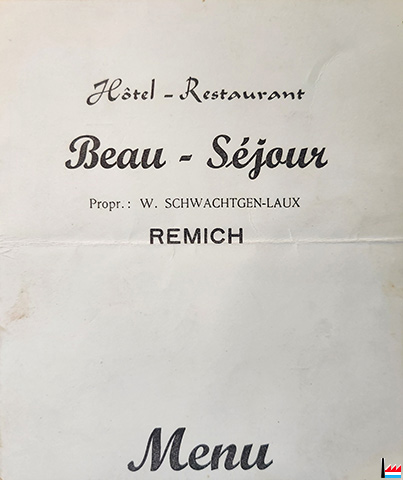 Hôtel - Restaurant
Beau - Séjour
Propr.: W. SCHWACHTGEN-LAUX
REMICH
Menu